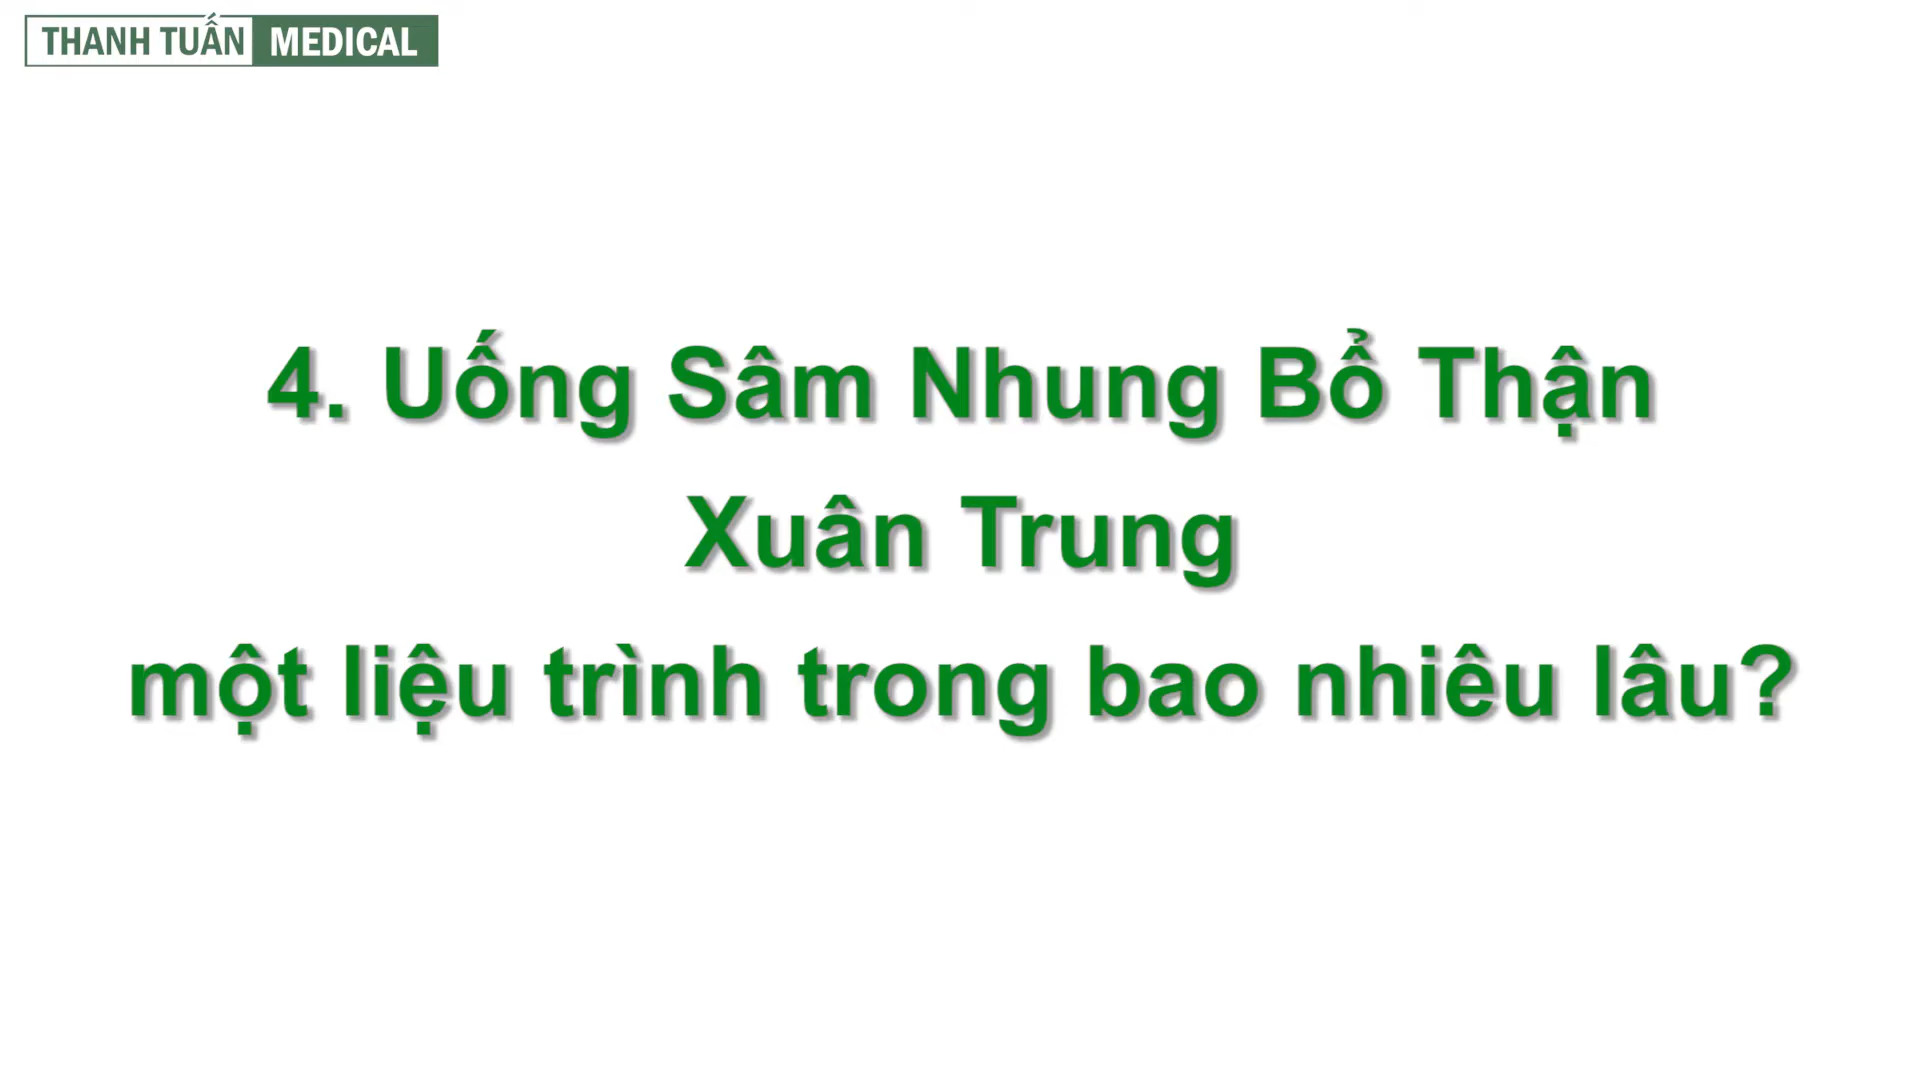 THANH TUẤN MEDICAL
4. Uống Sâm Nhung Bổ Thận
Xuân Trung
một liệu trình trong bao nhiêu lâu?